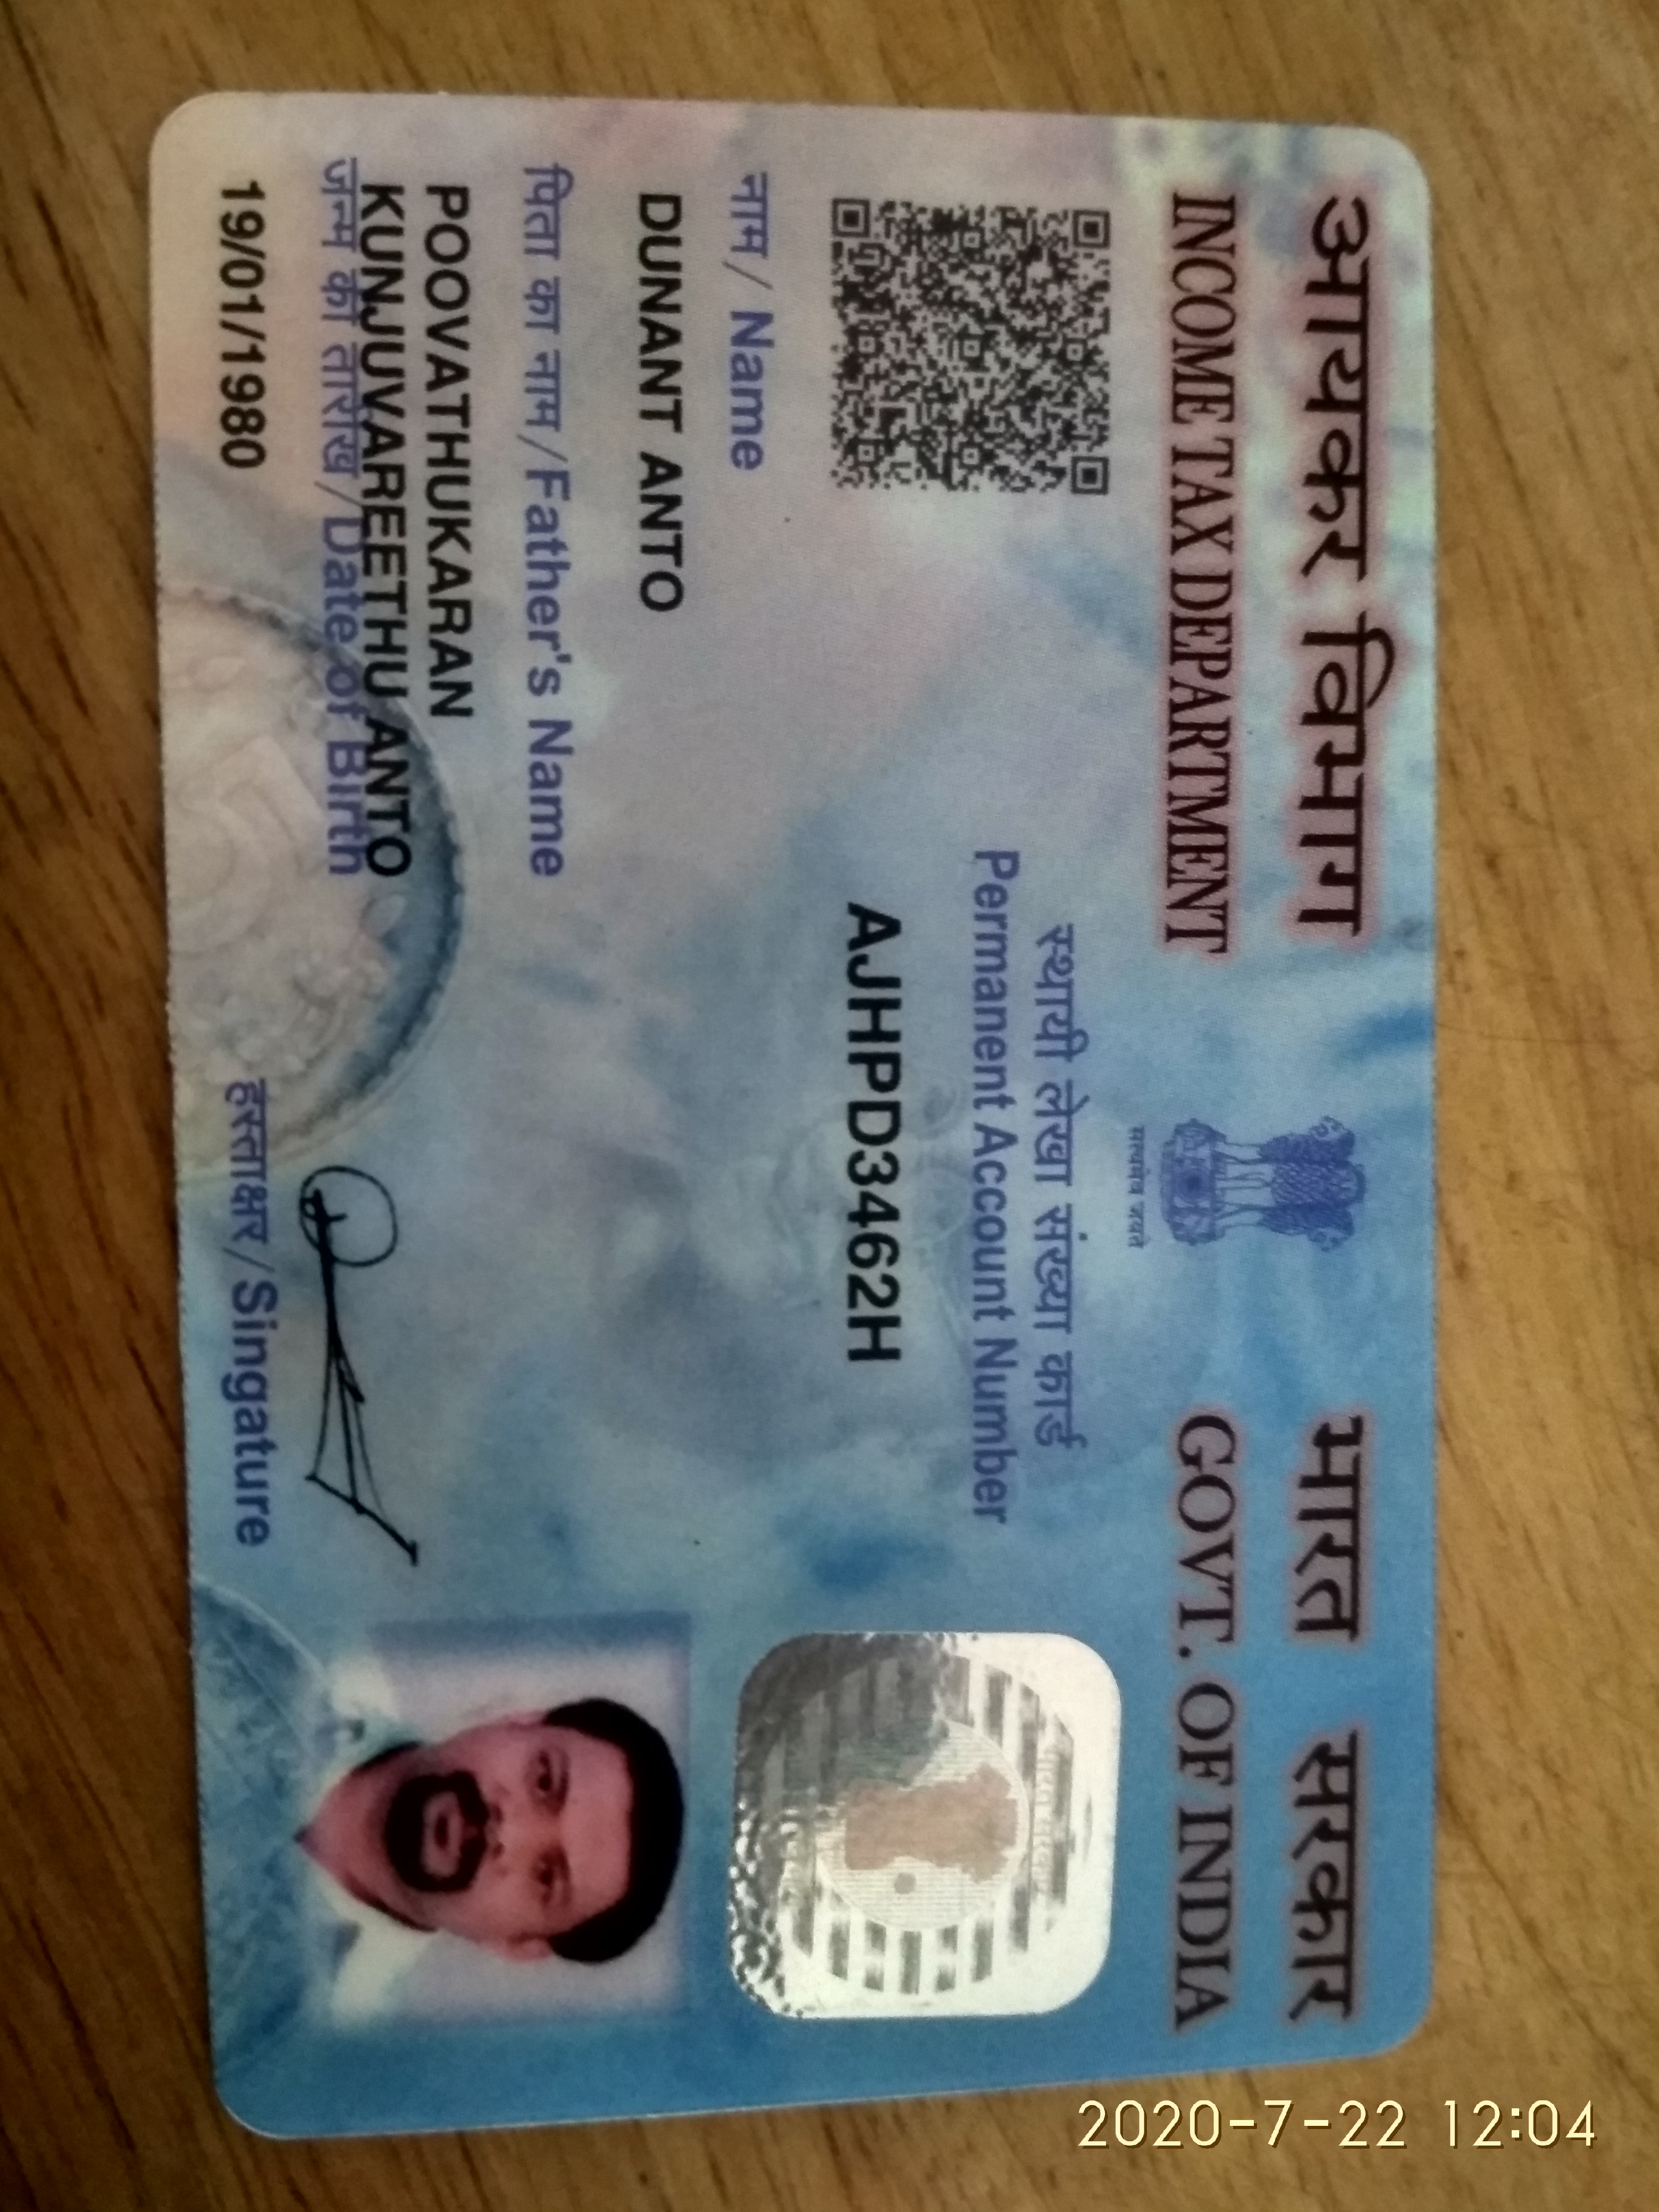 आयकर विभाग
INCOME TAX DEPARTMENT
सत्यमेव जयते
भारत सरकार
GOVT. OF INDIA
स्थायी लेखा संख्या कार्ड
Permanent Account Number
AJHPD3462H
नाम / Name
DUNANT ANTO
पिता का नाम / Father's Name
POOVATHUKARAN
KUNJUVAREETHU ANTO
जन्म की तारीख / Date of Birth
19/01/1980
हस्ताक्षर / Singature
2020-7-22 12:04